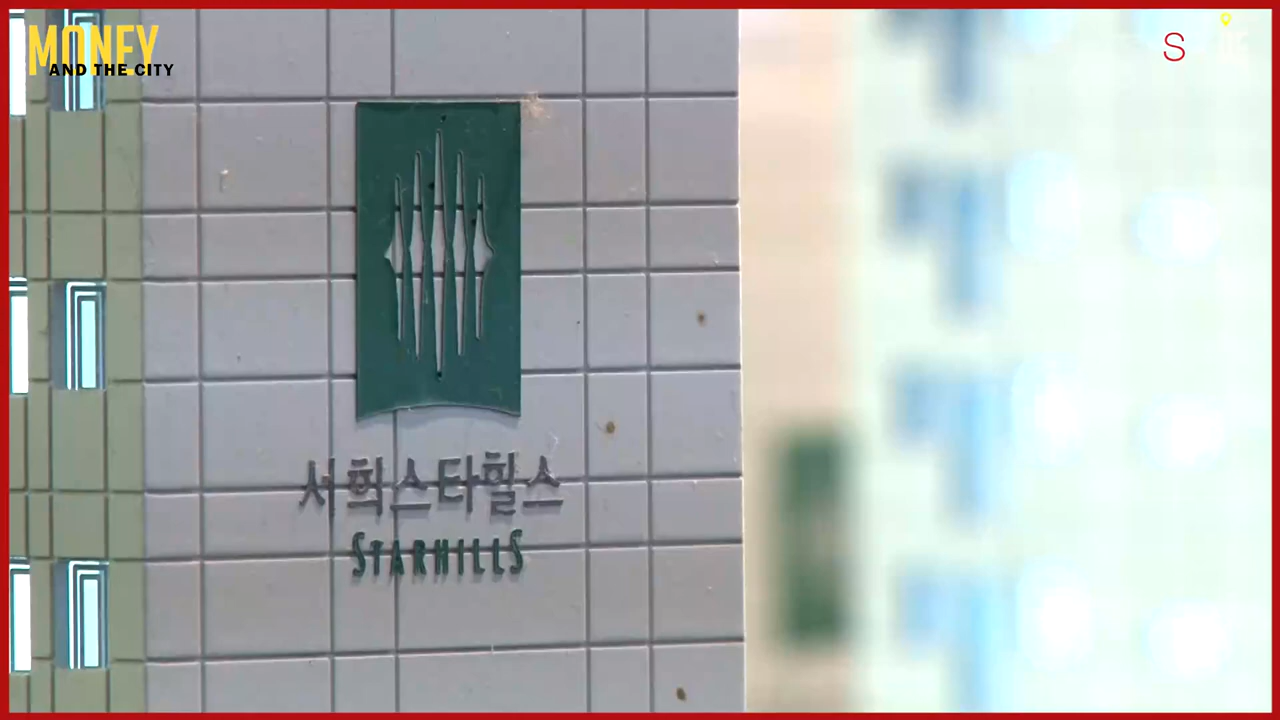 MONEY
AND THE CITY
S
서희스타힐스
STARHILLS